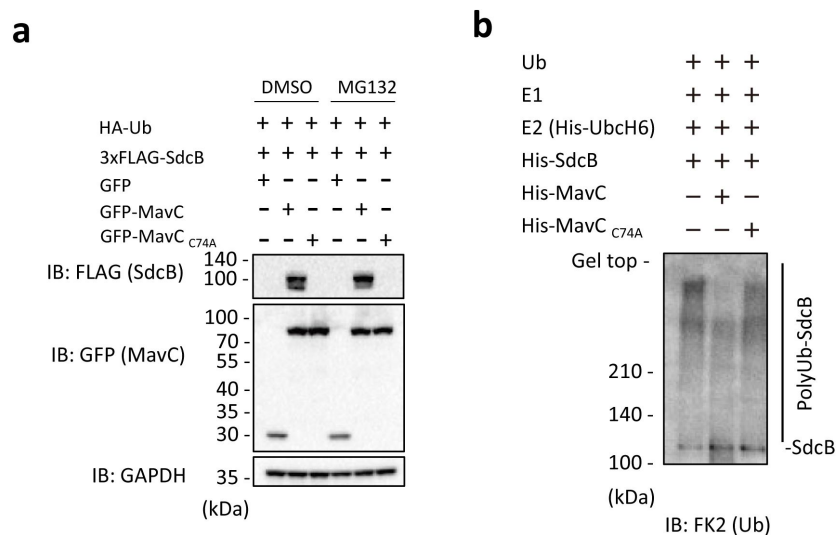 a
DMSO MG132
HA-Ub + + + + + +
3xFLAG-SdcB + + + + + +
GFP + – – + – –
GFP-MavC – + – – + –
GFP-MavC C74A – – + – – +
IB: FLAG (SdcB)
140 -
100 -
IB: GFP (MavC)
100 -
70 -
55 -
40 -
35 -
30 -
IB: GAPDH
35 -
(kDa)
b
Ub + + +
E1 + + +
E2 (His-UbcH6) + + +
His-SdcB + + +
His-MavC – + –
His-MavC C74A – – +
Gel top -
210 -
140 -
100 -
(kDa)
PolyUb-SdcB
-SdcB
IB: FK2 (Ub)